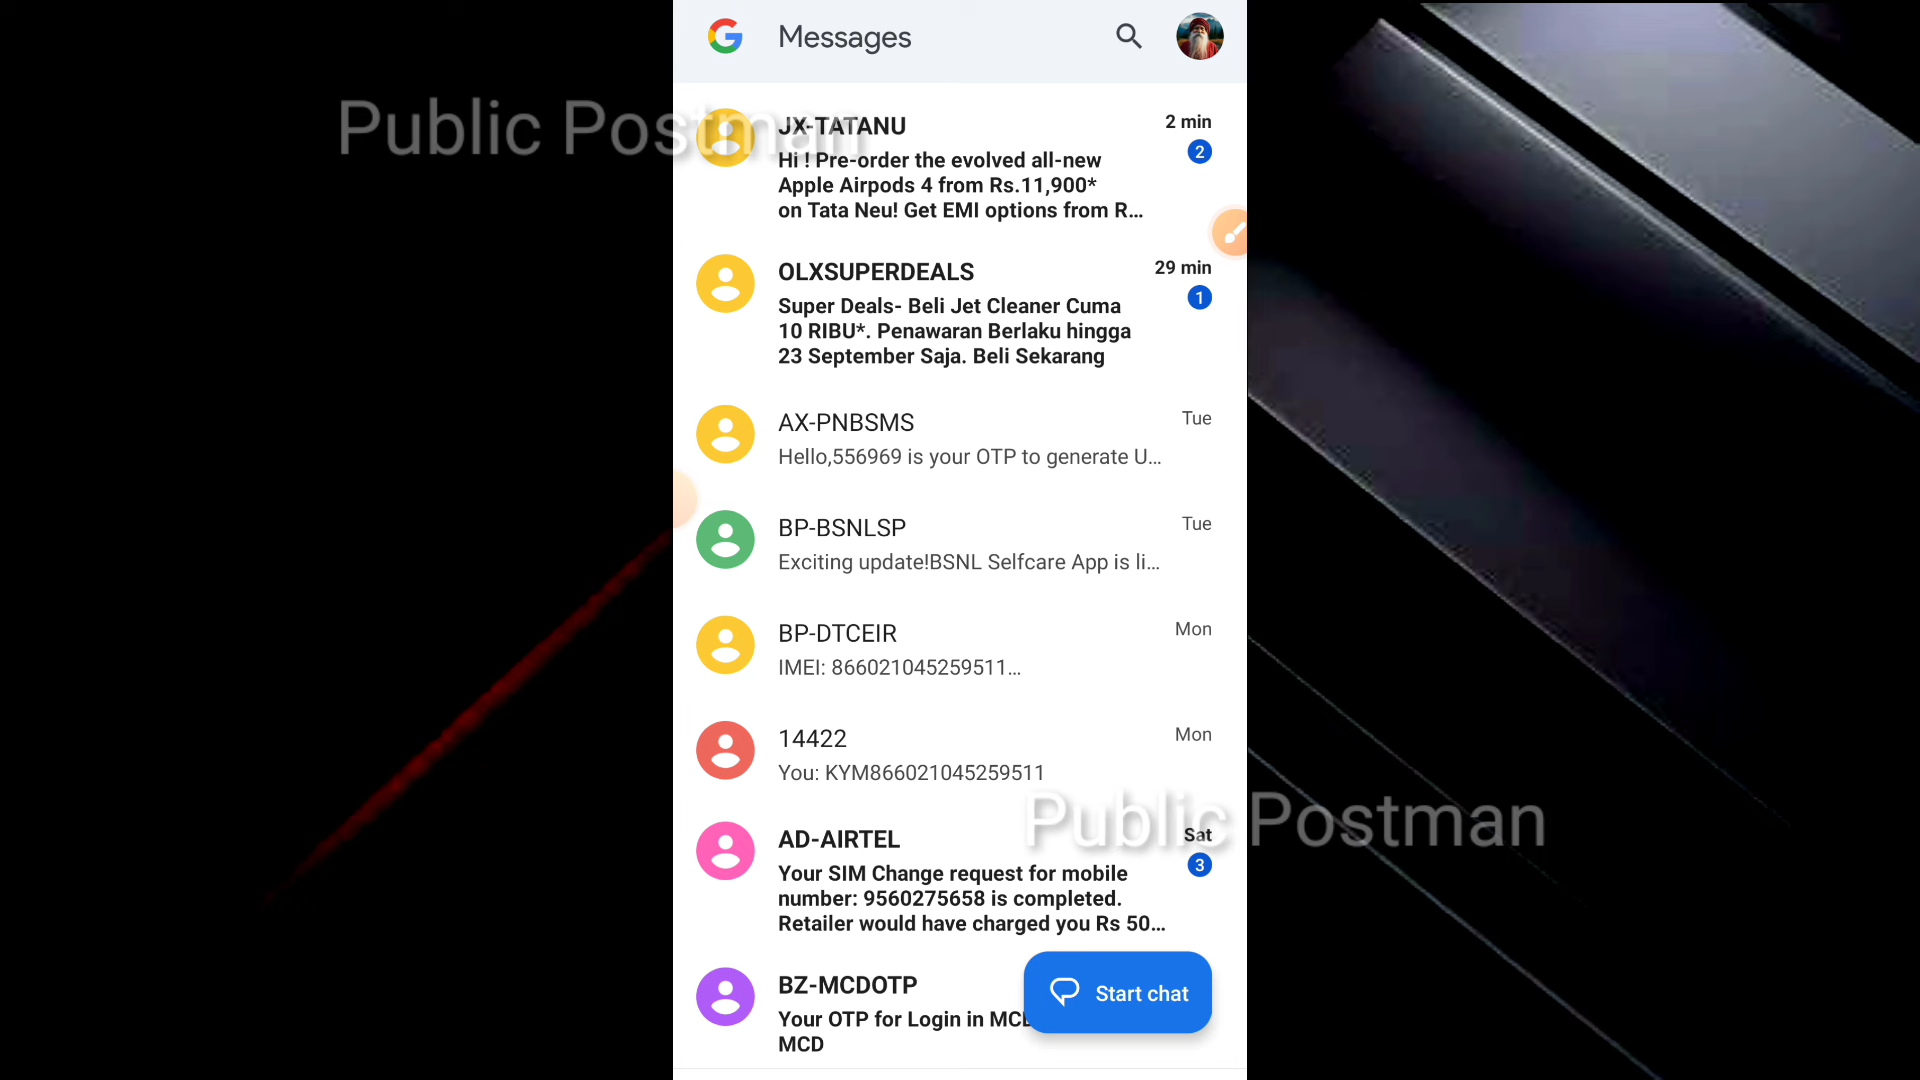 Messages
Public Postman
JX-TATANU
2 min
2
Hi ! Pre-order the evolved all-new
Apple Airpods 4 from Rs.11,900*
on Tata Neu! Get EMI options from R...
OLXSUPERDEALS
29 min
1
Super Deals- Beli Jet Cleaner Cuma
10 RIBU*. Penawaran Berlaku hingga
23 September Saja. Beli Sekarang
AX-PNBSMS
Tue
Hello,556969 is your OTP to generate U...
BP-BSNLSP
Tue
Exciting update!BSNL Selfcare App is li...
BP-DTCEIR
Mon
IMEI: 866021045259511...
14422
Mon
You: KYM866021045259511
Public Postman
AD-AIRTEL
Sat
3
Your SIM Change request for mobile
number: 9560275658 is completed.
Retailer would have charged you Rs 50...
BZ-MCDOTP
Start chat
Your OTP for Login in
MCD